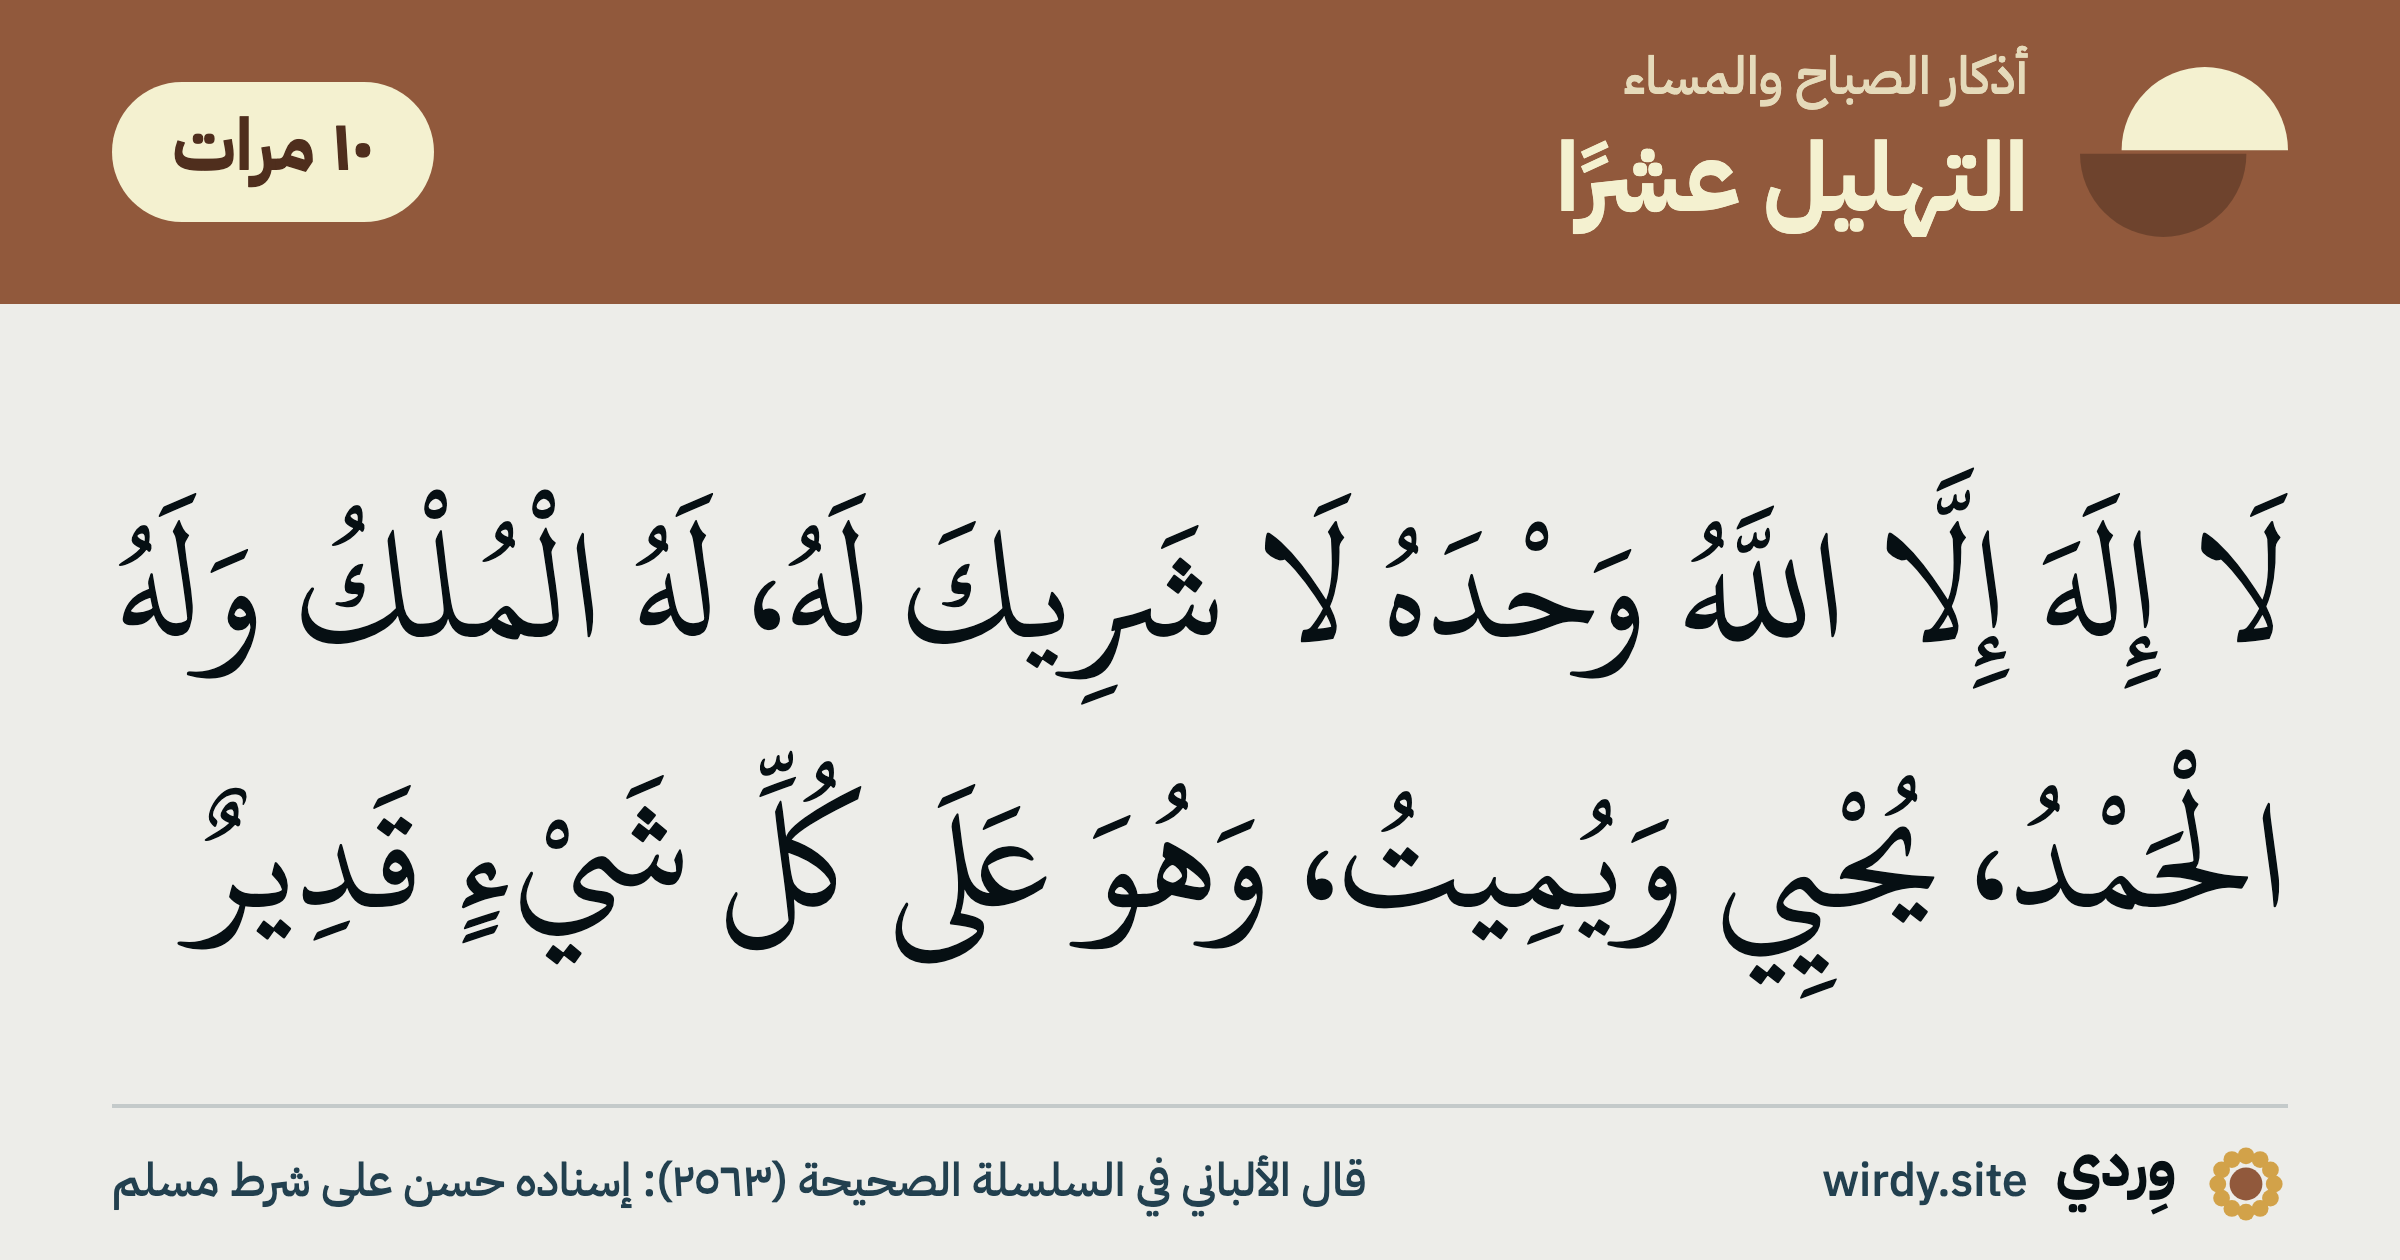 أذكار الصباح والمساء
التهليل عشرًا
١٠ مرات
لَا إِلَهَ إِلَّا اللَّهُ وَحْدَهُ لَا شَرِيكَ لَهُ، لَهُ الْمُلْكُ وَلَهُ
الْحَمْدُ، يُحْيِي وَيُمِيتُ، وَهُوَ عَلَى كُلِّ شَيْءٍ قَدِيرٌ
وِردي wirdy.site
قال الألباني في السلسلة الصحيحة (٢٥٦٣): إسناده حسن على شرط مسلم